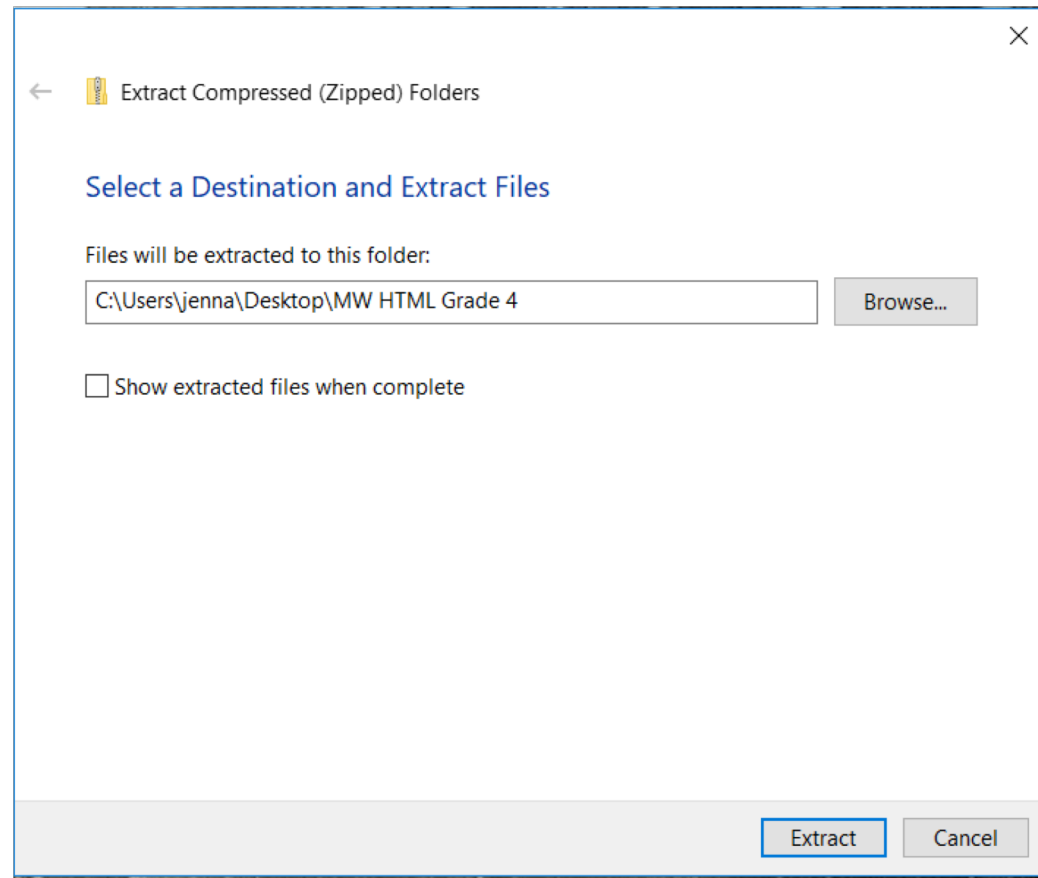 Extract Compressed (Zipped) Folders
Select a Destination and Extract Files
Files will be extracted to this folder:
C:\Users\jenna\Desktop\MW HTML Grade 4
Browse...
Show extracted files when complete
Extract
Cancel